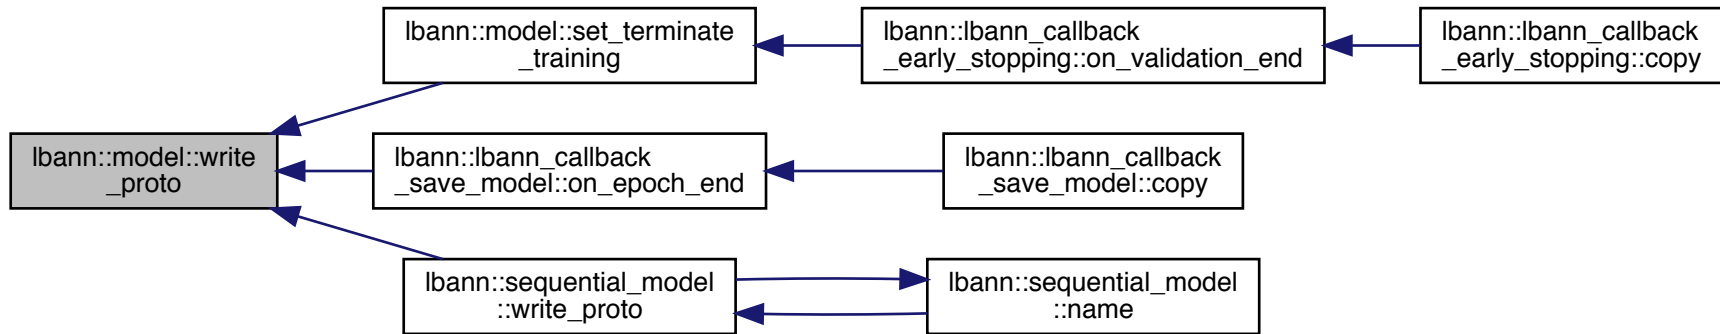 lbann::model::set_terminate
_training
lbann::lbann_callback
_early_stopping::on_validation_end
lbann::lbann_callback
_early_stopping::copy
lbann::model::write
_proto
lbann::lbann_callback
_save_model::on_epoch_end
lbann::lbann_callback
_save_model::copy
lbann::sequential_model
::write_proto
lbann::sequential_model
::name